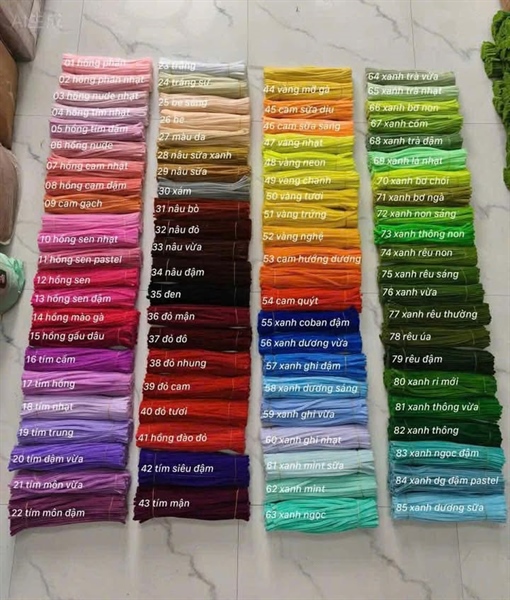 01 hồng phấn
02 hồng phấn nhạt
03 hồng nude nhạt
04 hồng tím nhạt
05 hồng tím đậm
06 hồng nude
07 hồng cam nhạt
08 hồng cam đậm
09 cam gạch
10 hồng sen nhạt
11 hồng sen pastel
12 hồng sen
13 hồng sen đậm
14 hồng mào gà
15 hồng gấu dâu
16 tím cẩm
17 tím hồng
18 tím nhạt
19 tím trung
20 tím đậm vừa
21 tím môn vừa
22 tím môn đậm
23 trắng
24 trắng sứ
25 be sáng
26 be
27 màu da
28 nâu sữa xanh
29 nâu sữa
30 xám
31 nâu bò
32 nâu đỏ
33 nâu vừa
34 nâu đậm
35 đen
36 đỏ mận
37 đỏ đô
38 đỏ nhung
39 đỏ cam
40 đỏ tươi
41 hồng đào đỏ
42 tím siêu đậm
43 tím mận
44 vàng mỡ gà
45 cam sữa dịu
46 cam sữa sáng
47 vàng nhạt
48 vàng neon
49 vàng chanh
50 vàng tươi
51 vàng trứng
52 vàng nghệ
53 cam hướng dương
54 cam quýt
55 xanh coban đậm
56 xanh dương vừa
57 xanh ghi đậm
58 xanh dương sáng
59 xanh ghi vừa
60 xanh ghi nhạt
61 xanh mint sữa
62 xanh mint
63 xanh ngọc
64 xanh trà vừa
65 xanh trà nhạt
66 xanh bơ non
67 xanh cốm
68 xanh trà đậm
69 xanh lá nhạt
70 xanh bơ chói
71 xanh bơ ngà
72 xanh non sáng
73 xanh thông non
74 xanh rêu non
75 xanh rêu sáng
76 xanh vừa
77 xanh rêu thường
78 rêu úa
79 rêu đậm
80 xanh ri mới
81 xanh thông vừa
82 xanh thông
83 xanh ngọc đậm
84 xanh dg đậm pastel
85 xanh dương sữa